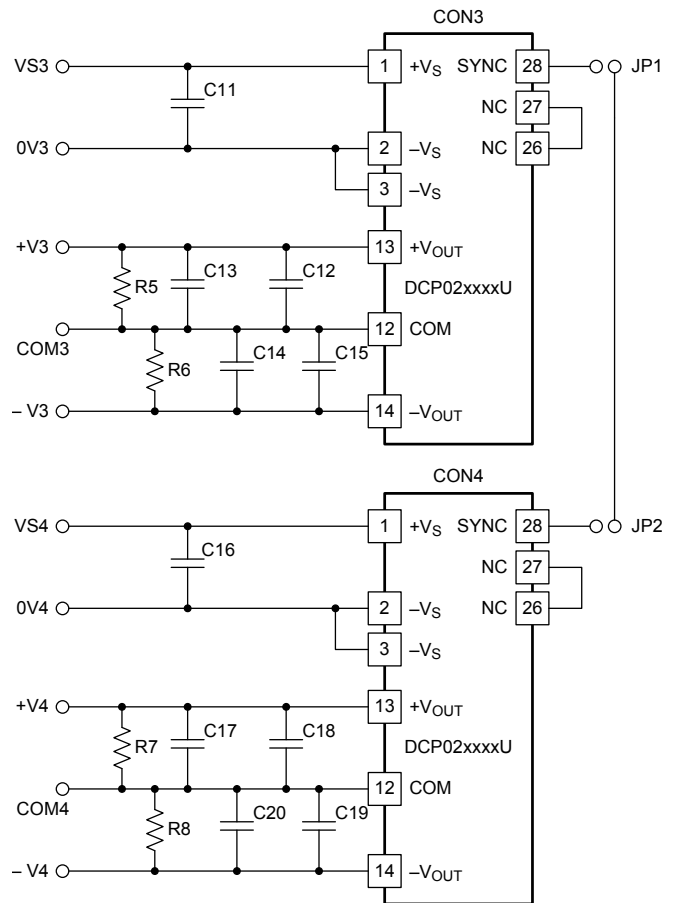 CON3
VS3 1 +VS SYNC 28 JP1
C11
NC 27
0V3 2 –VS NC 26
3 –VS
+V3 13 +VOUT
R5 C13 C12 DCP02xxxxU
COM3 12 COM
R6 C14 C15
– V3 14 –VOUT
CON4
VS4 1 +VS SYNC 28 JP2
C16
NC 27
0V4 2 –VS NC 26
3 –VS
+V4 13 +VOUT
R7 C17 C18 DCP02xxxxU
COM4 12 COM
R8 C20 C19
– V4 14 –VOUT